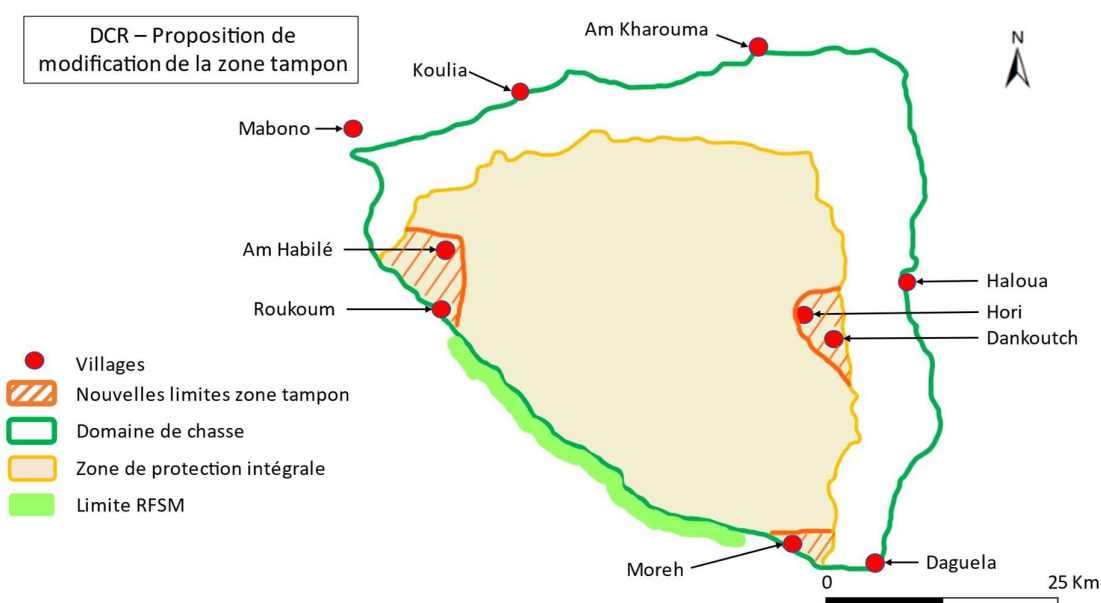 DCR – Proposition de
modification de la zone tampon
Am Kharouma
N
Koulia
Mabono
Am Habilé
Roukoum
Haloua
Hori
Dankoutch
Villages
Nouvelles limites zone tampon
Domaine de chasse
Zone de protection intégrale
Limite RFSM
Moreh
Daguela
0 25 Km